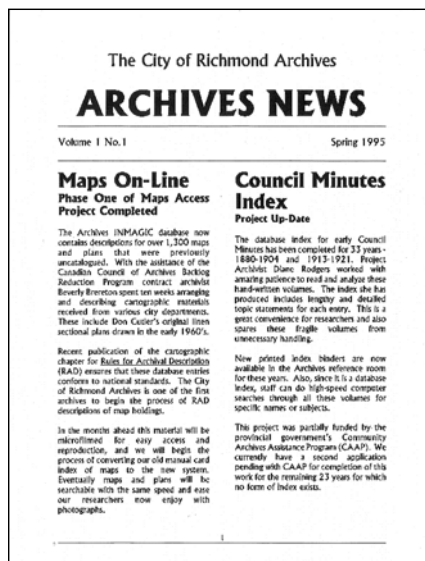 The City of Richmond Archives
ARCHIVES NEWS
Volume 1 No.1
Spring 1995
Maps On-Line
Phase One of Maps Access
Project Completed
The Archives INMAGIC database now
contains descriptions for over 1,300 maps
and plans that were previously
uncatalogued. With the assistance of the
Canadian Council of Archives Backlog
Reduction Program contract archivist
Beverly Brereton spent ten weeks arranging
and describing cartographic materials
received from various city departments.
These include Don Cutler's original linen
sectional plans drawn in the early 1960's.
Recent publication of the cartographic
chapter for Rules for Archival Description
(RAD) ensures that these database entries
conform to national standards. The City
of Richmond Archives is one of the first
archives to begin the process of RAD
descriptions of map holdings.
In the months ahead this material will be
microfilmed for easy access and
reproduction, and we will begin the
process of converting our old manual card
index of maps to the new system.
Eventually maps and plans will be
searchable with the same speed and ease
our researchers now enjoy with
photographs.
Council Minutes
Index
Project Up-Date
The database index for early Council
Minutes has been completed for 33 years -
1880-1904 and 1913-1921. Project
Archivist Diane Rodgers worked with
amazing patience to read and analyze these
hand-written volumes. The index she has
produced includes lengthy and detailed
topic statements for each entry. This is a
great convenience for researchers and also
spares these fragile volumes from
unnecessary handling.
New printed index binders are now
available in the Archives reference room
for these years. Also, since it is a database
index, staff can do high-speed computer
searches through all these volumes for
specific names or subjects.
This project was partially funded by the
provincial government's Community
Archives Assistance Program (CAAP). We
currently have a second application
pending with CAAP for completion of this
work for the remaining 23 years for which
no form of index exists.
1